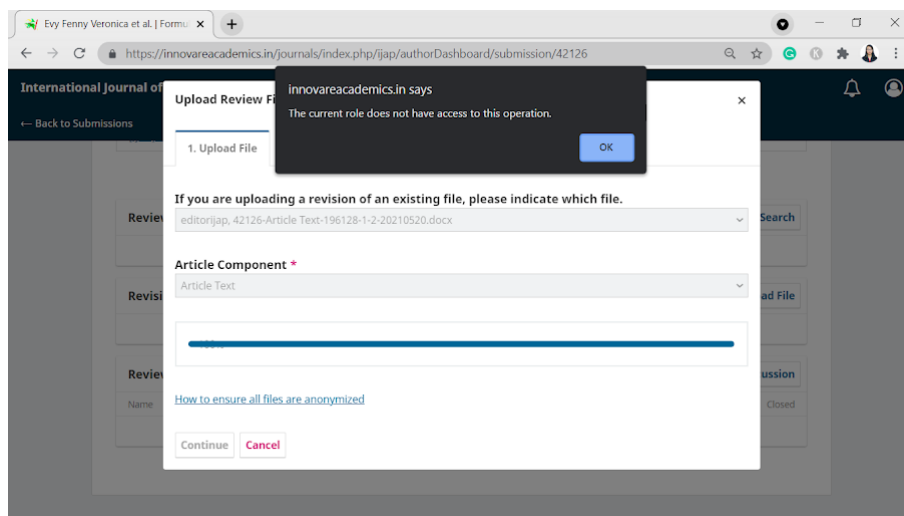 Evy Fenny Veronica et al. | Formu
https://innovareacademics.in/journals/index.php/ijap/authorDashboard/submission/42126
International Journal of
← Back to Submissions
Upload Review Fi
innovareacademics.in says
The current role does not have access to this operation.
OK
1. Upload File
If you are uploading a revision of an existing file, please indicate which file.
editorijap, 42126-Article Text-196128-1-2-20210520.docx
Review
Search
Article Component *
Article Text
Revisi
ad File
Review
ussion
Name
Closed
How to ensure all files are anonymized
Continue Cancel